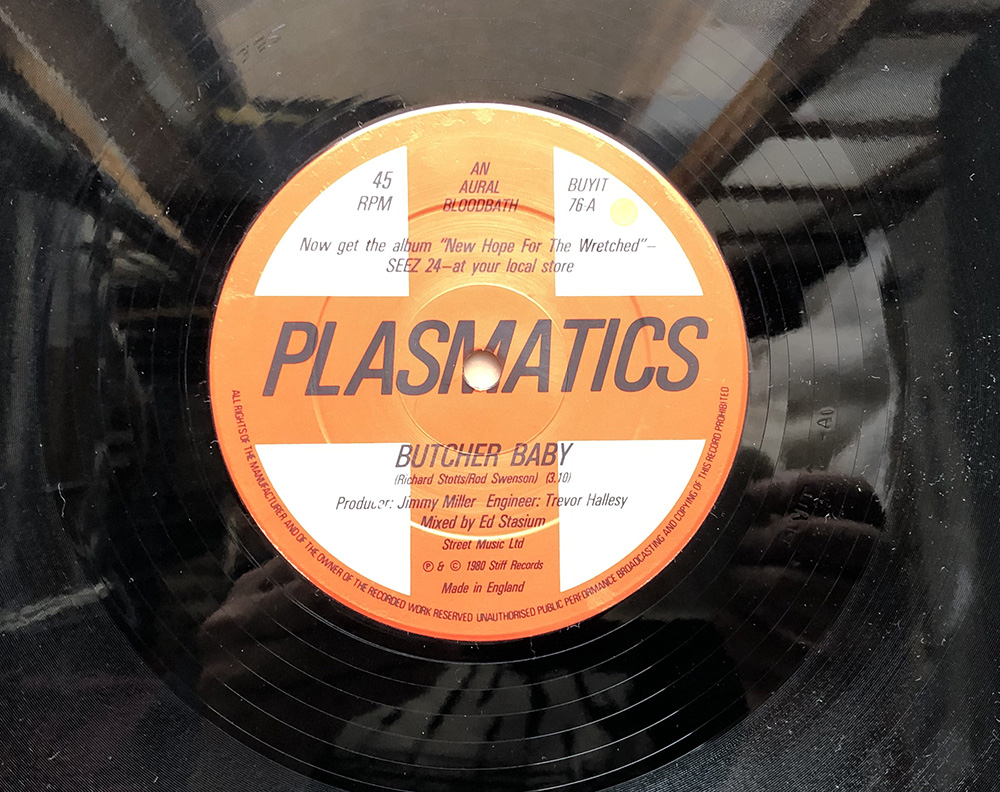 45
RPM
AN
AURAL
BLOODBATH
BUYIT
76-A
Now get the album "New Hope For The Wretched"–
SEEZ 24–at your local store
PLASMATICS
BUTCHER BABY
(Richard Stotts/Rod Swenson) (3.10)
Producer: Jimmy Miller Engineer: Trevor Hallesy
Mixed by Ed Stasium
Street Music Ltd
Ⓟ & © 1980 Stiff Records
Made in England
ALL RIGHTS OF THE MANUFACTURER AND OF THE OWNER OF THE RECORDED WORK RESERVED UNAUTHORISED PUBLIC PERFORMANCE BROADCASTING AND COPYING OF THIS RECORD PROHIBITED